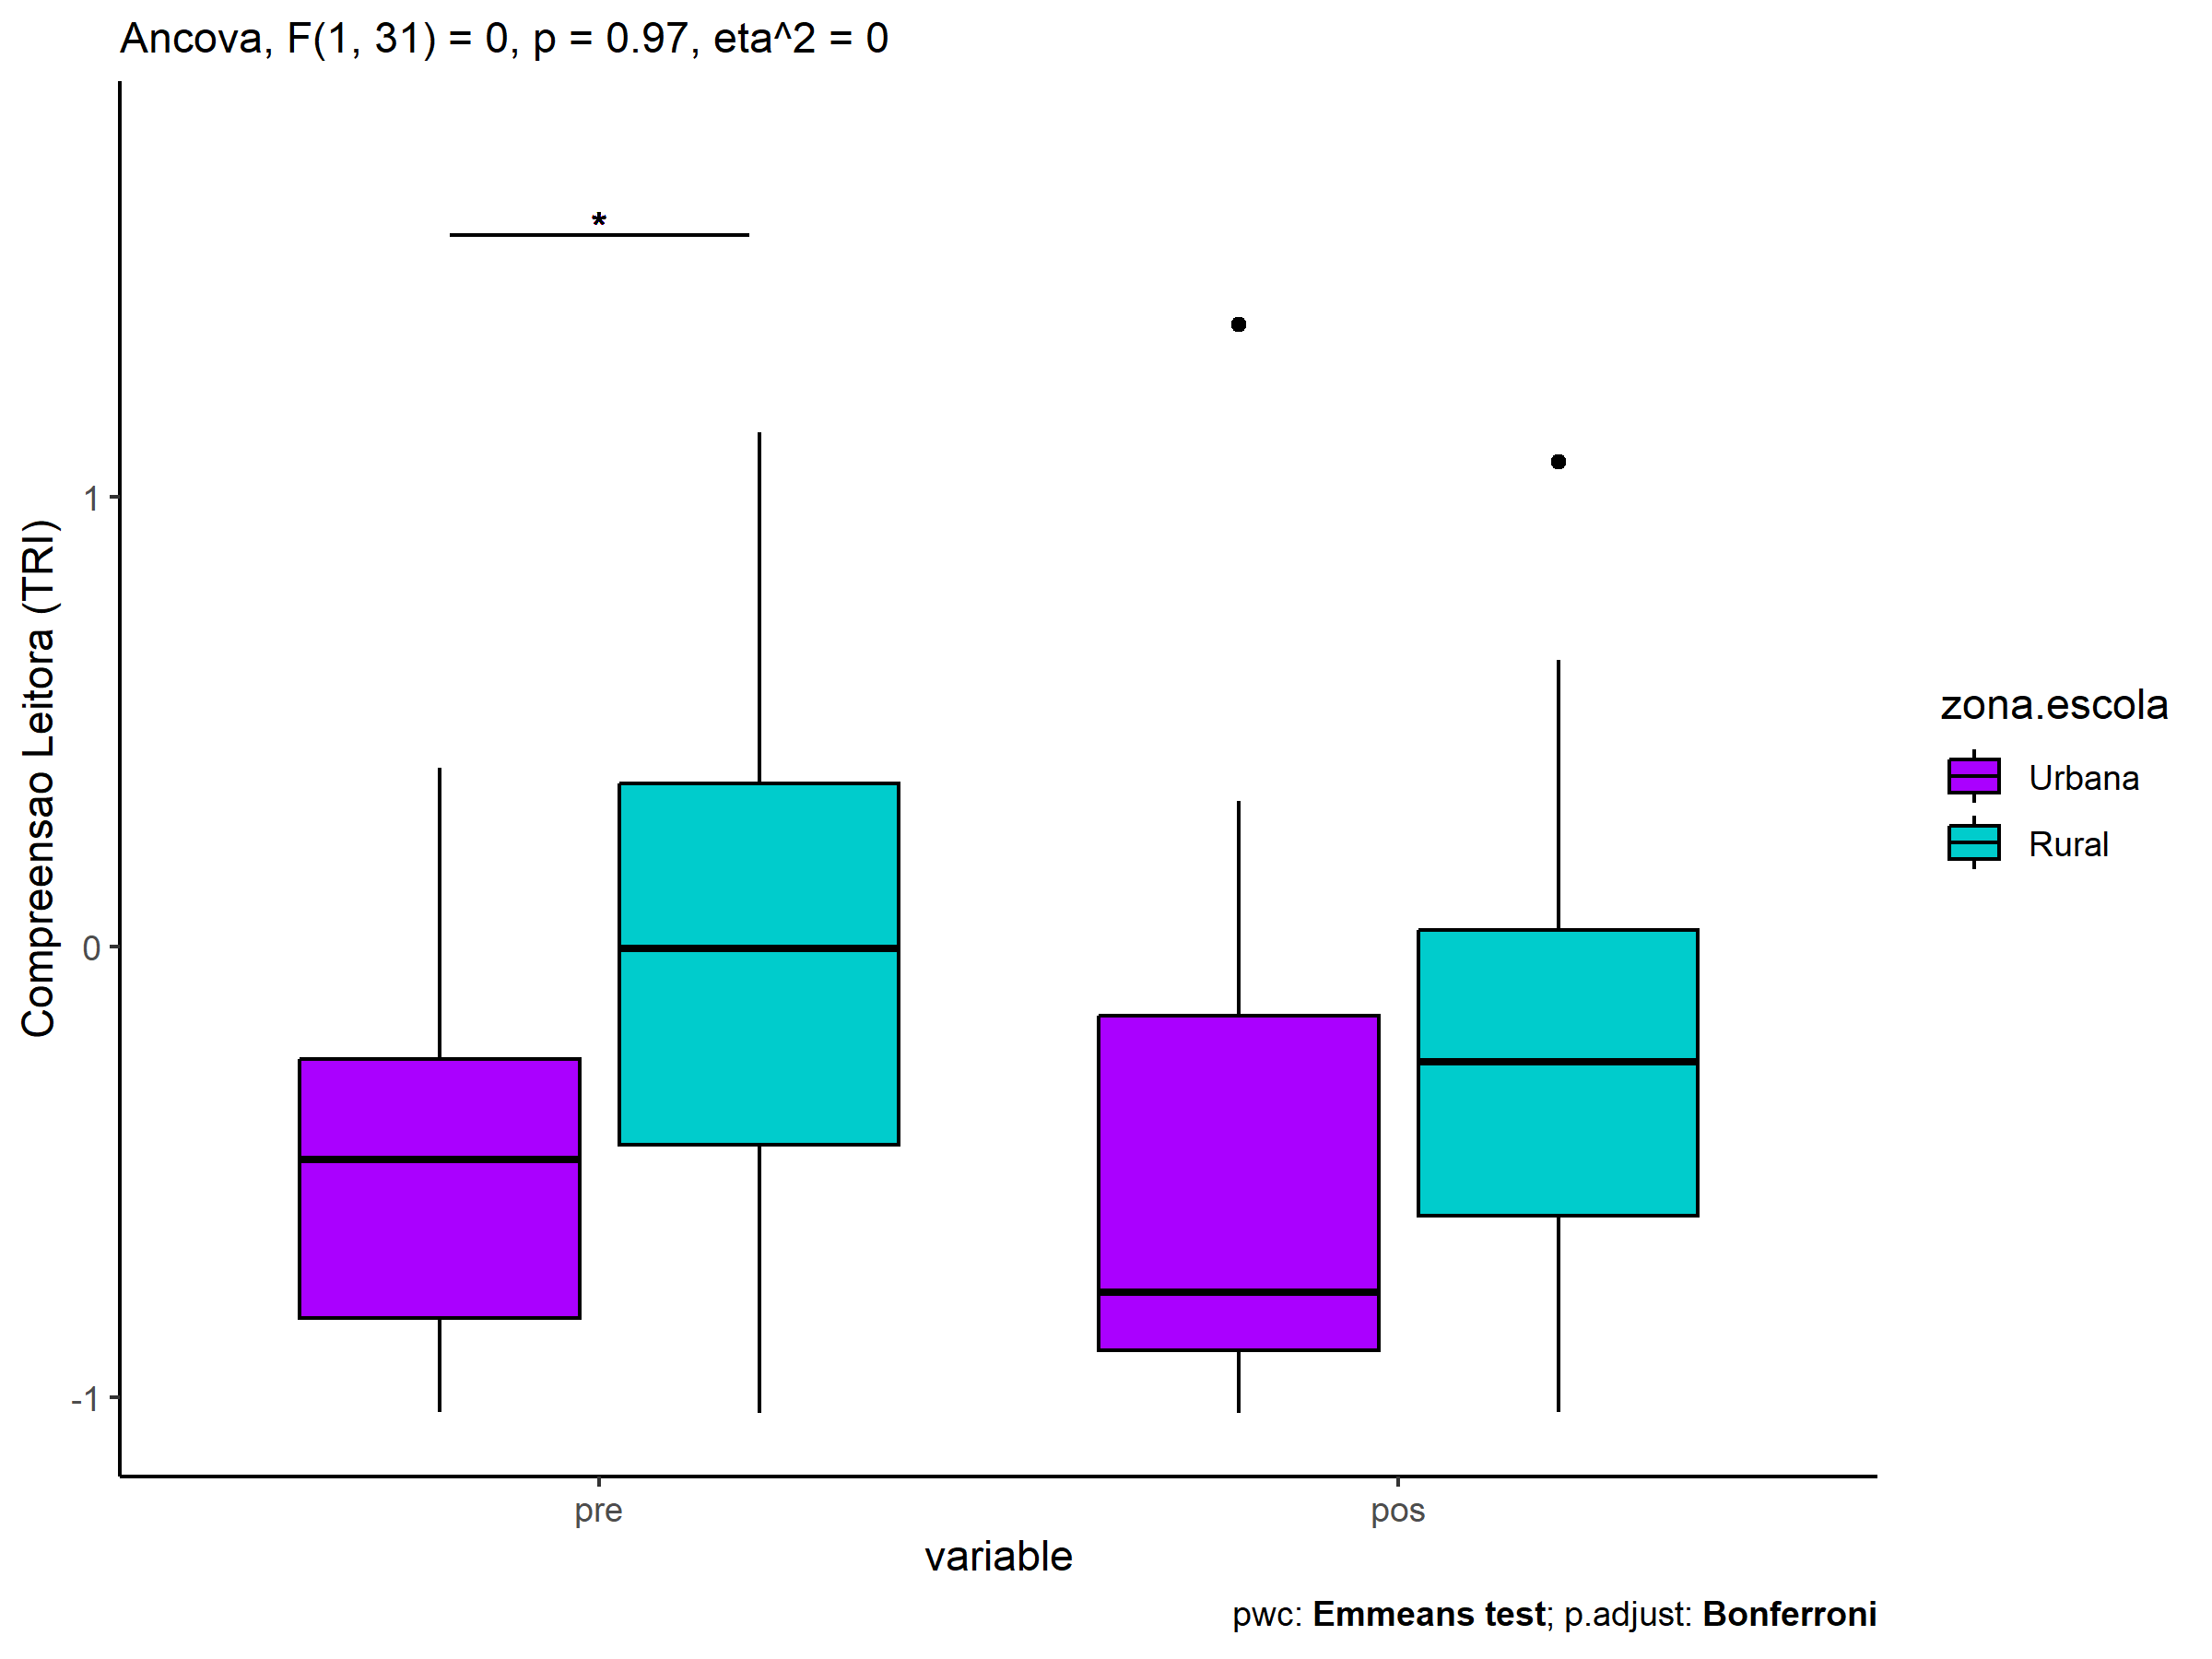 Ancova, F(1, 31) = 0, p = 0.97, eta^2 = 0
*
1
0
-1
Compreensao Leitora (TRI)
pre
pos
variable
zona.escola
Urbana
Rural
pwc: Emmeans test; p.adjust: Bonferroni